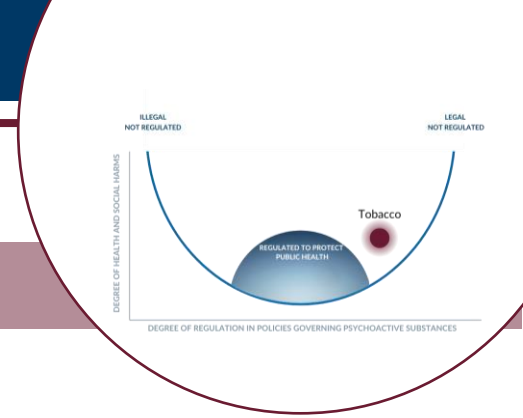 ILLEGAL
NOT REGULATED
LEGAL
NOT REGULATED
DEGREE OF HEALTH AND SOCIAL HARMS
Tobacco
REGULATED TO PROTECT
PUBLIC HEALTH
DEGREE OF REGULATION IN POLICIES GOVERNING PSYCHOACTIVE SUBSTANCES